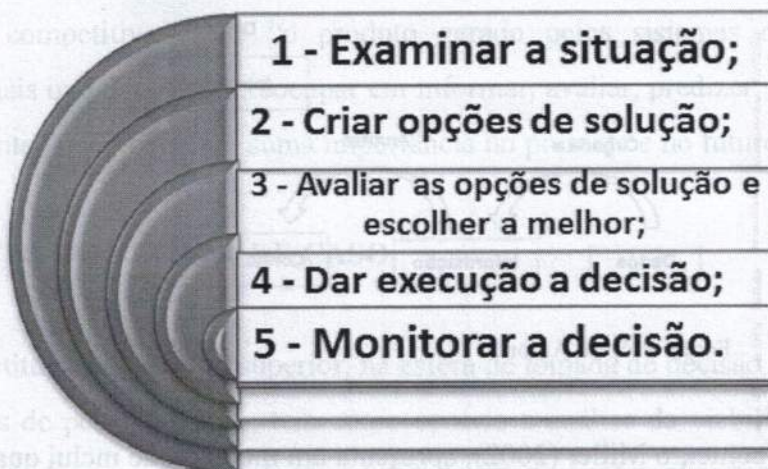 1 - Examinar a situação;
2 - Criar opções de solução;
3 - Avaliar as opções de solução e
escolher a melhor;
4 - Dar execução a decisão;
5 - Monitorar a decisão.